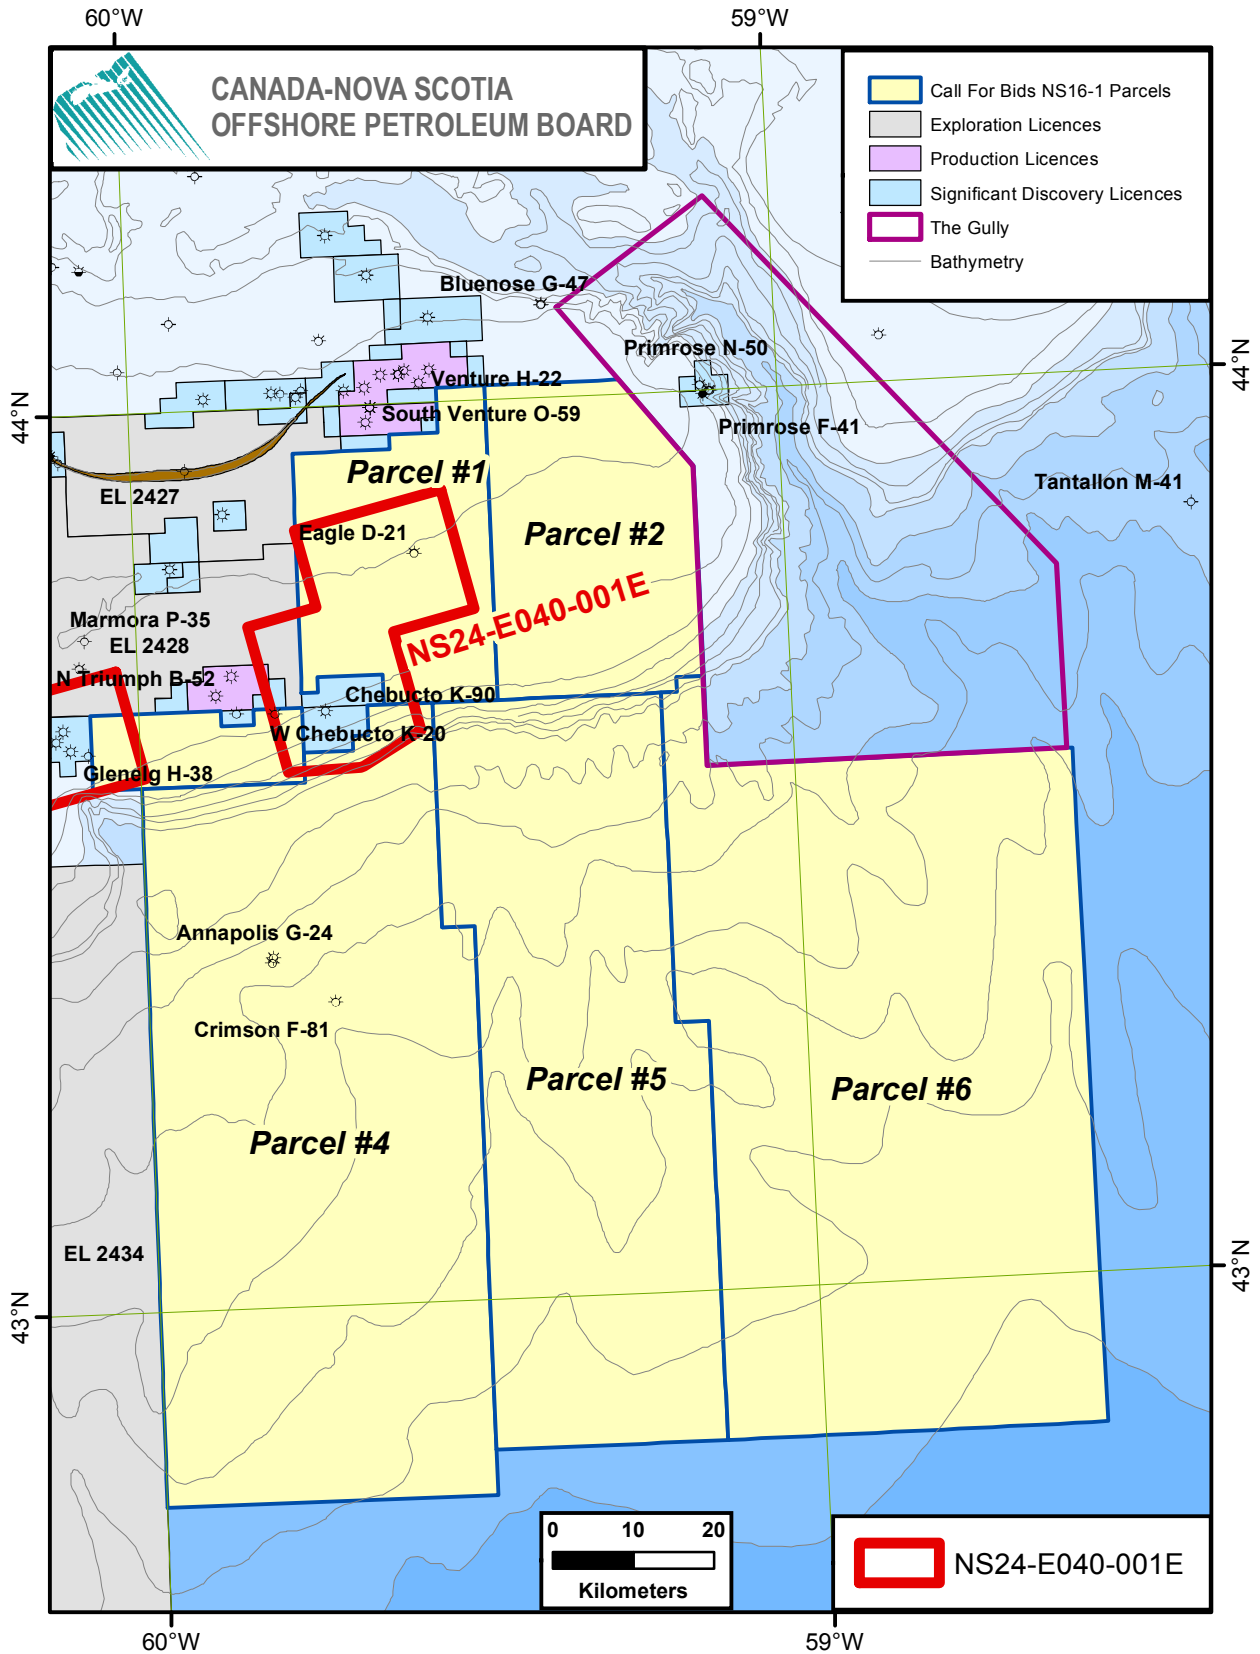 60°W
59°W
CANADA-NOVA SCOTIA
OFFSHORE PETROLEUM BOARD
Call For Bids NS16-1 Parcels
Exploration Licences
Production Licences
Significant Discovery Licences
The Gully
Bathymetry
Bluenose G-47
Primrose N-50
Venture H-22
South Venture O-59
Primrose F-41
44°N
44°N
Parcel #1
Tantallon M-41
EL 2427
Eagle D-21
Parcel #2
NS24-E040-001E
Marmora P-35
EL 2428
N Triumph B-52
Chebucto K-90
W Chebucto K-20
Glenelg H-38
Annapolis G-24
Crimson F-81
Parcel #5
Parcel #6
Parcel #4
EL 2434
43°N
43°N
0 10 20
Kilometers
NS24-E040-001E
60°W
59°W